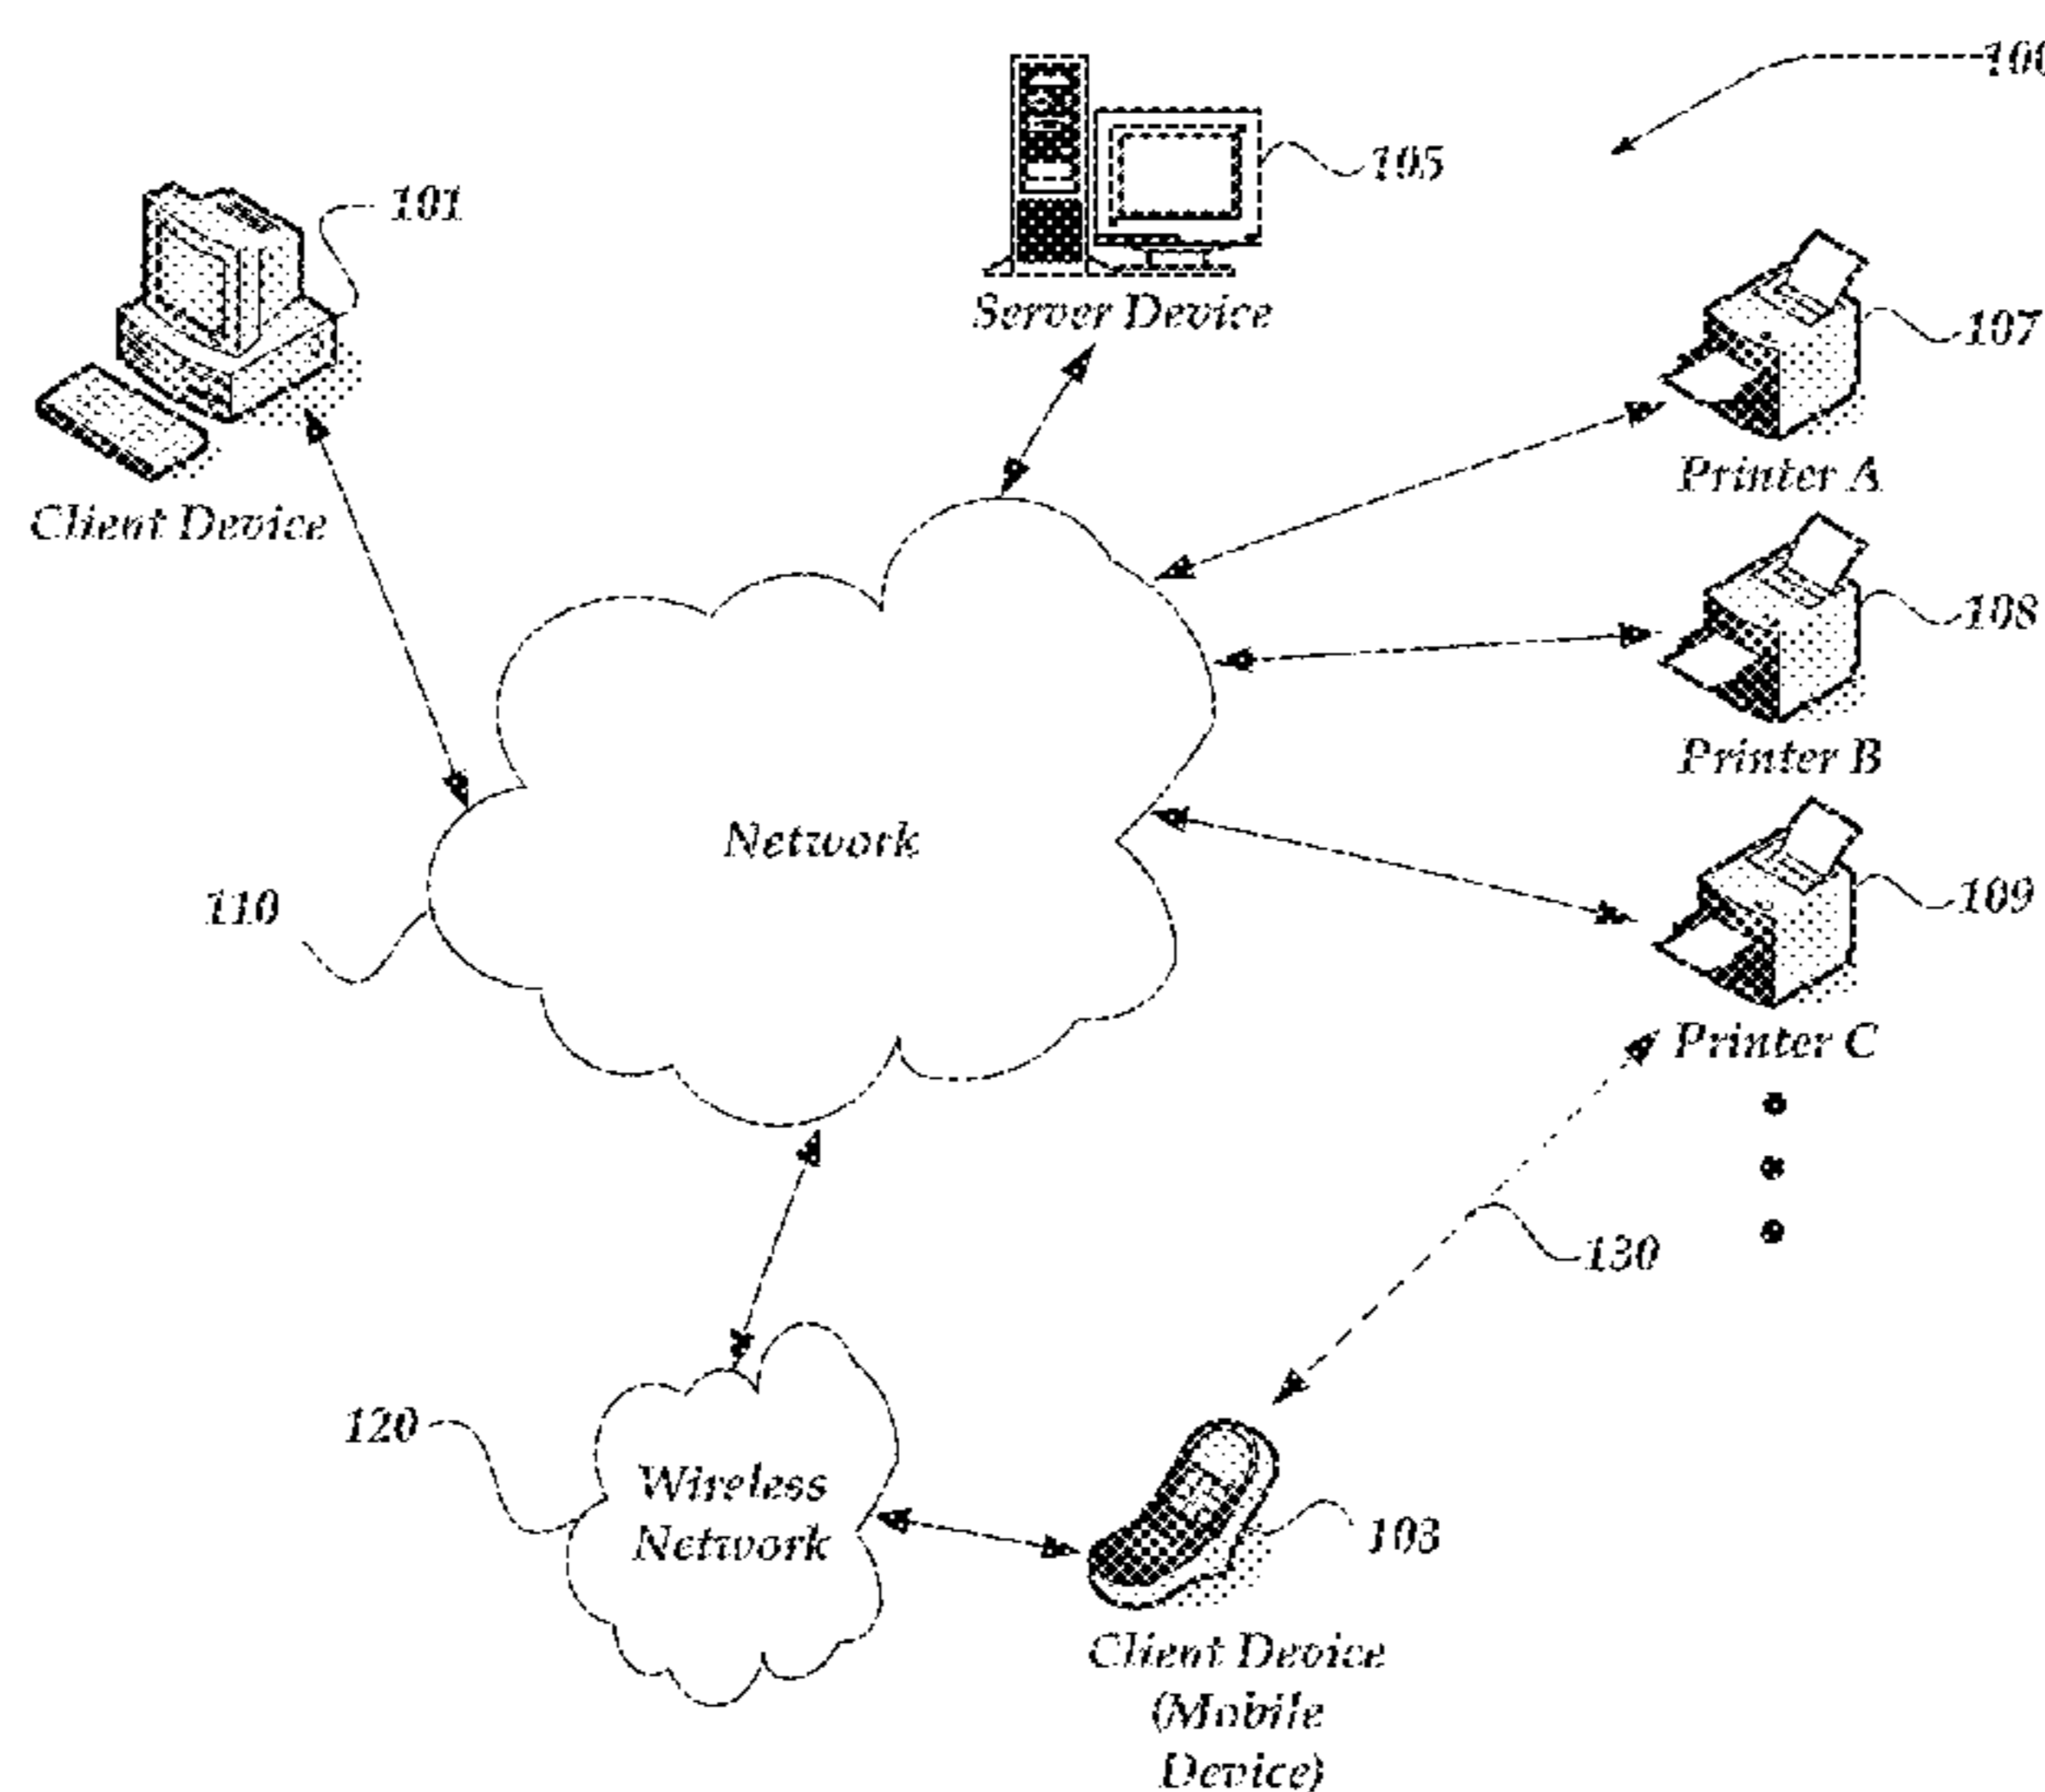 100
105
101
Server Device
107
Printer A
Client Device
108
Printer B
Network
110
109
Printer C
130
120
Wireless
Network
103
Client Device
(Mobile
Device)